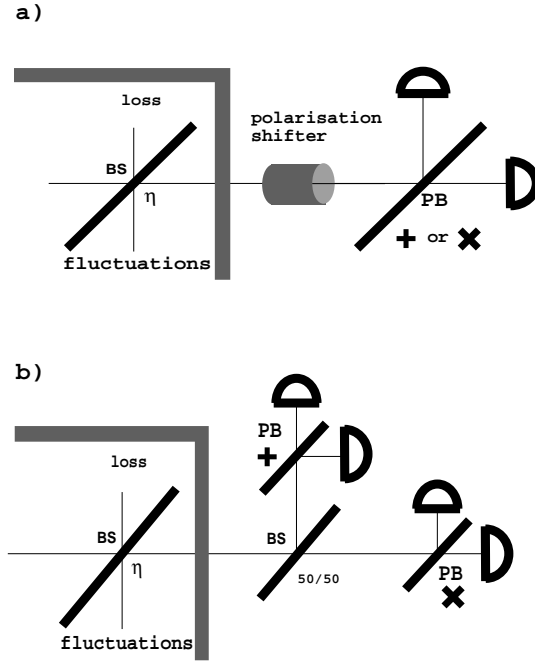 a)
loss
polarisation
shifter
BS
η
PB
+ or ×
fluctuations
b)
PB
+
loss
BS
BS
η
50/50
PB
×
fluctuations